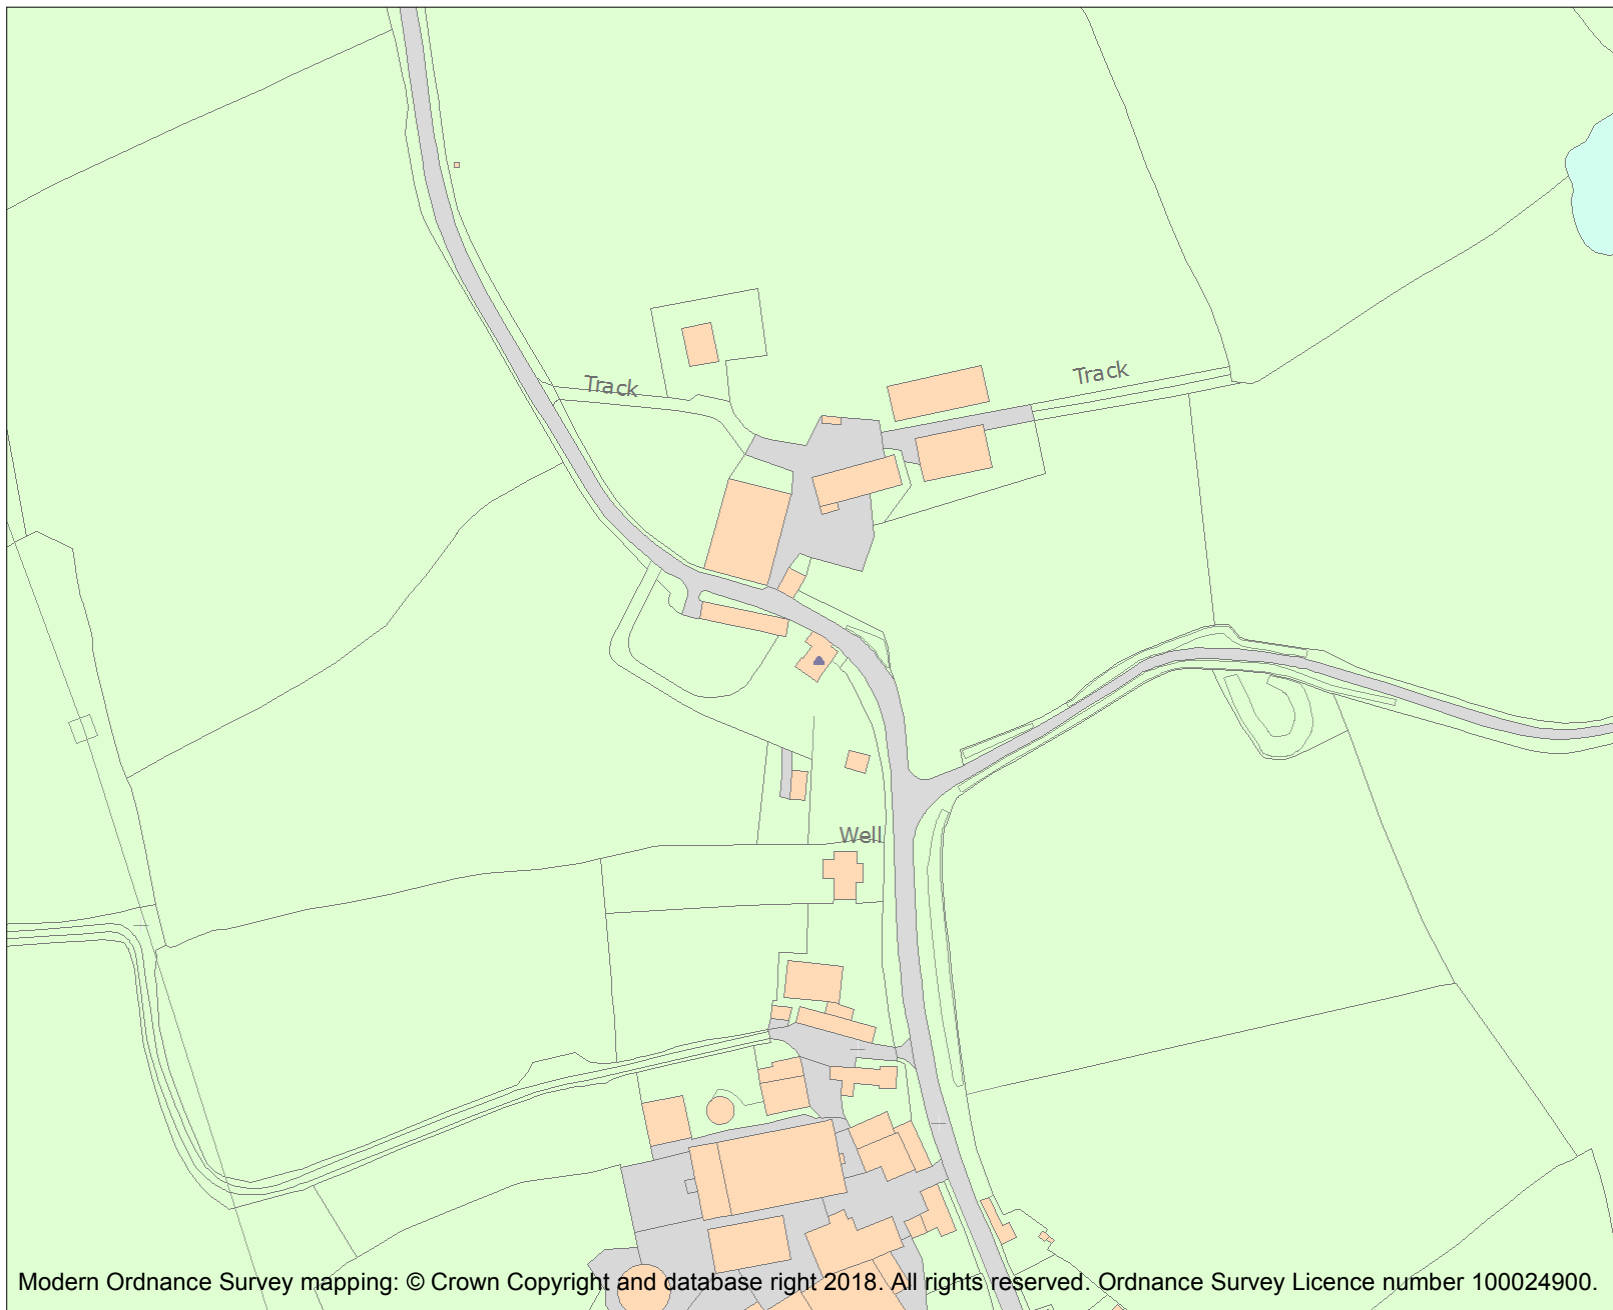 Track
Track
Well
Modern Ordnance Survey mapping: © Crown Copyright and database right 2018. All rights reserved. Ordnance Survey Licence number 100024900.